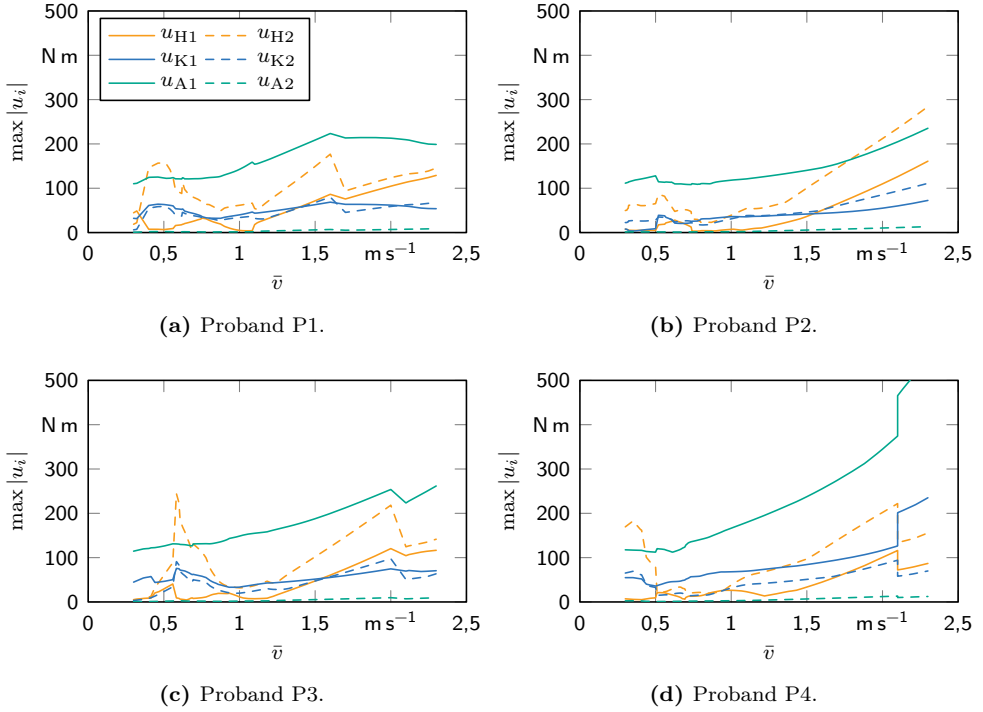 500
N m
300
200
100
0
max |u_i|
u_H1 u_H2
u_K1 u_K2
u_A1 u_A2
0 0,5 1 1,5 m s⁻¹ 2,5
v̄
(a) Proband P1.
500
N m
300
200
100
0
max |u_i|
0 0,5 1 1,5 m s⁻¹ 2,5
v̄
(b) Proband P2.
500
N m
300
200
100
0
max |u_i|
0 0,5 1 1,5 m s⁻¹ 2,5
v̄
(c) Proband P3.
500
N m
300
200
100
0
max |u_i|
0 0,5 1 1,5 m s⁻¹ 2,5
v̄
(d) Proband P4.